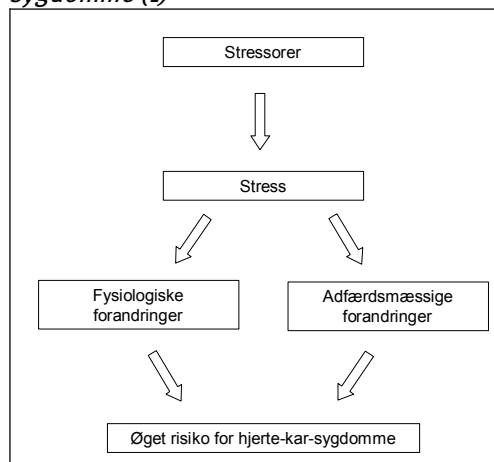 sygdomme (1)
Stressorer
Stress
Fysiologiske
forandringer
Adfærdsmæssige
forandringer
Øget risiko for hjerte-kar-sygdomme